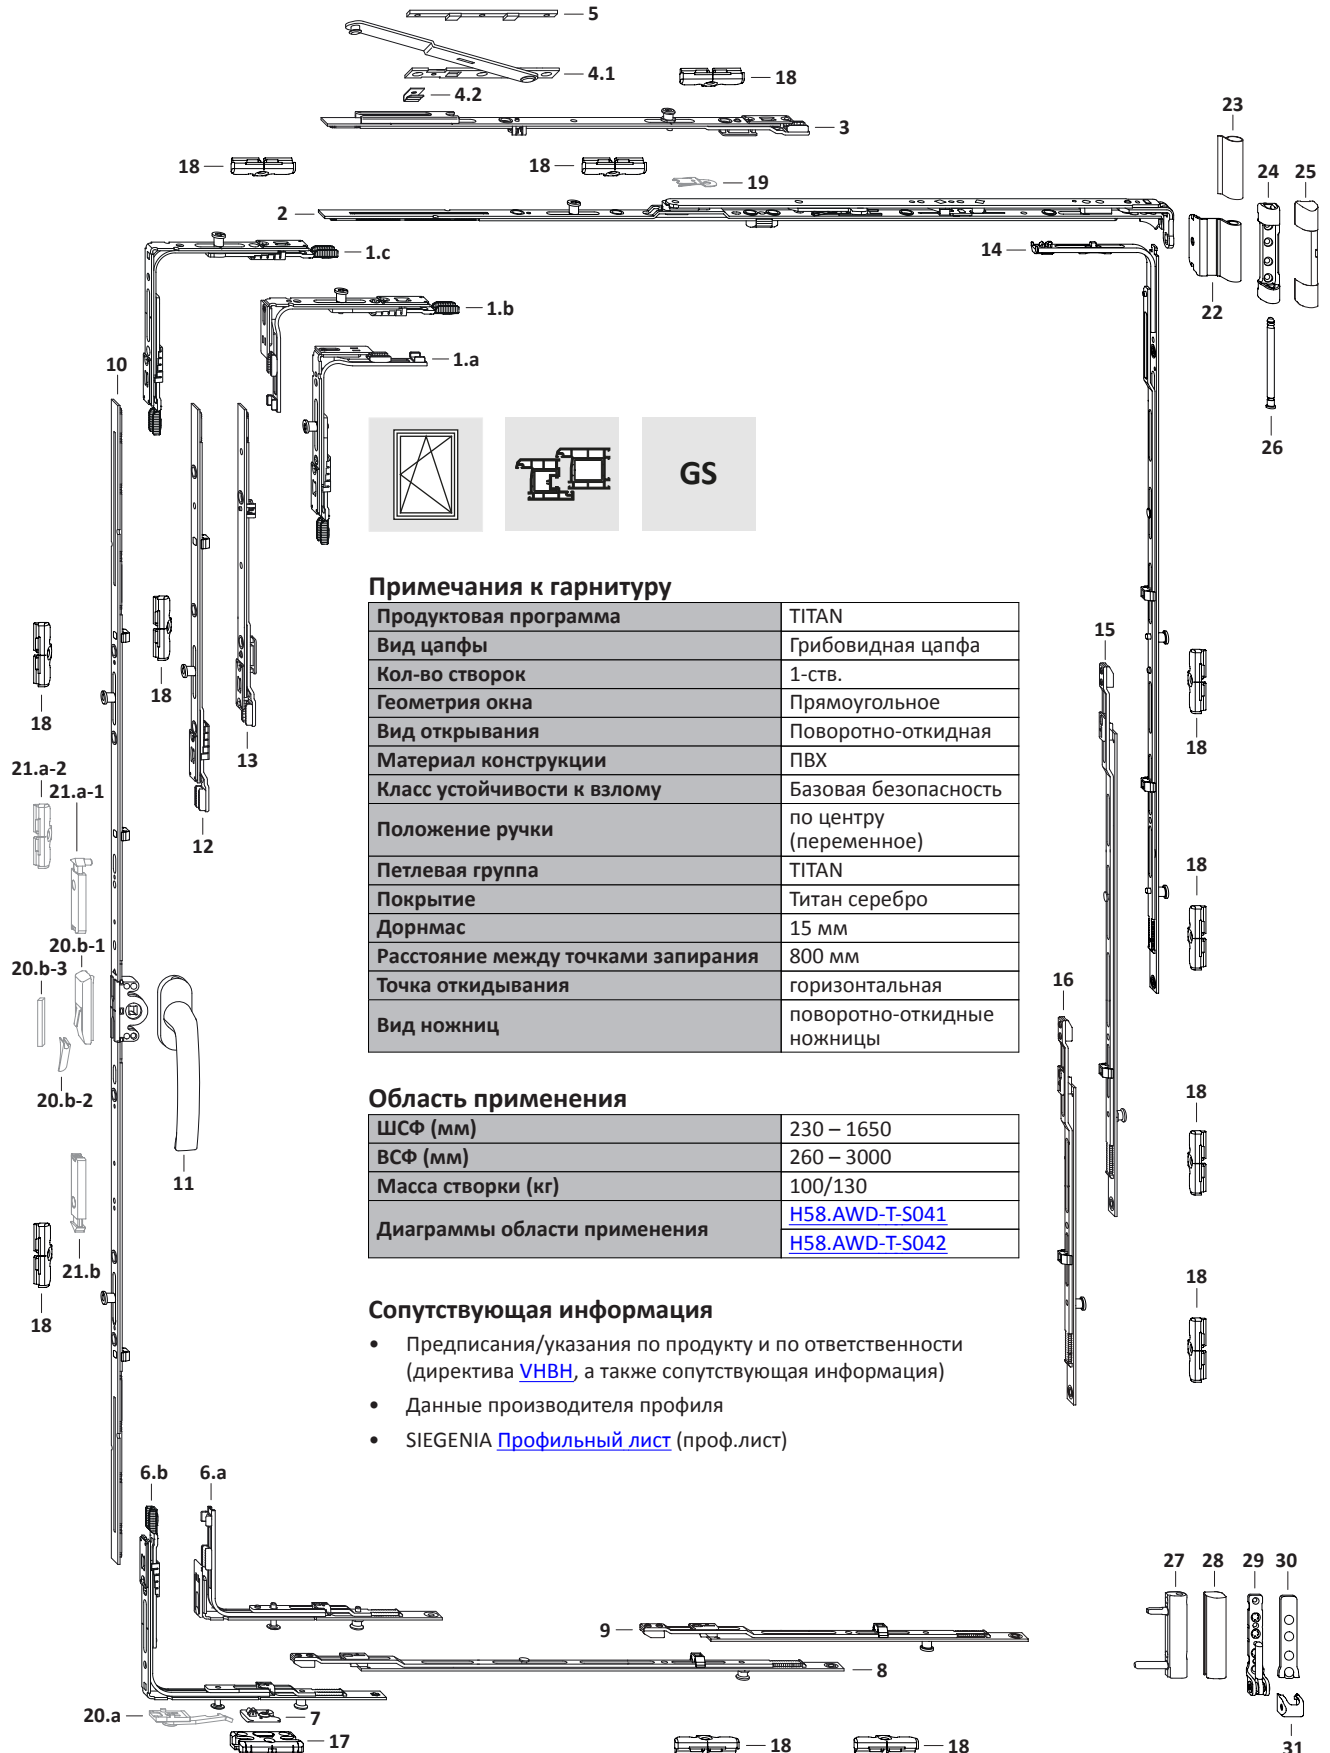 5
4.1
18
4.2
3
23
18
18
19
24
25
2
14
1.c
22
1.b
1.a
10
26
GS
Примечания к гарнитуру
Продуктовая программа TITAN
Вид цапфы Грибовидная цапфа
Кол-во створок 1-ств.
Геометрия окна Прямоугольное
Вид открывания Поворотно-откидная
Материал конструкции ПВХ
Класс устойчивости к взлому Базовая безопасность
Положение ручки по центру
(переменное)
Петлевая группа TITAN
Покрытие Титан серебро
Дорнмас 15 мм
Расстояние между точками запирания 800 мм
Точка откидывания горизонтальная
Вид ножниц поворотно-откидные
ножницы
15
18
18
18
13
21.a-2
21.a-1
12
18
20.b-1
20.b-3
16
20.b-2
11
18
Область применения
ШСФ (мм) 230 – 1650
ВСФ (мм) 260 – 3000
Масса створки (кг) 100/130
Диаграммы области применения H58.AWD-T-S041
H58.AWD-T-S042
21.b
18
18
Сопутствующая информация
• Предписания/указания по продукту и по ответственности
(директива VHBH, а также сопутствующая информация)
• Данные производителя профиля
• SIEGENIA Профильный лист (проф.лист)
6.b
6.a
27
28
29
30
9
8
20.a
7
17
18
18
31